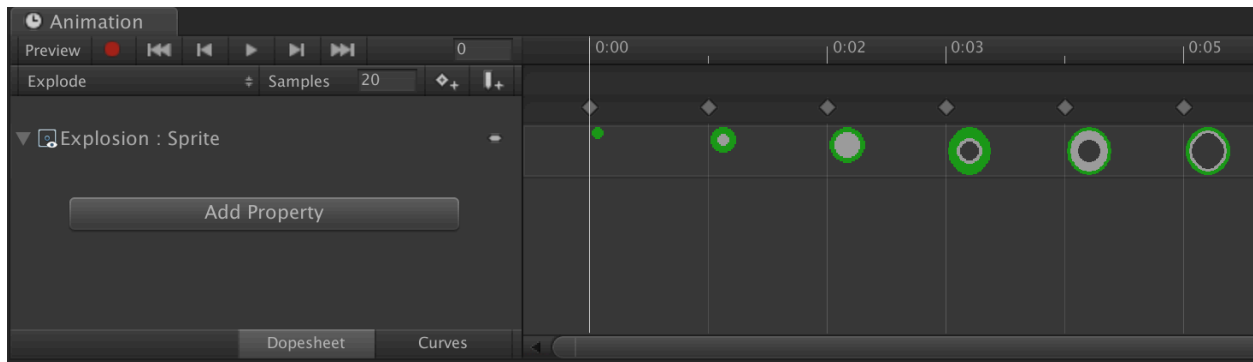 Animation
Preview 0 0:00 0:02 0:03 0:05
Explode Samples 20
Explosion : Sprite
Add Property
Dopesheet Curves